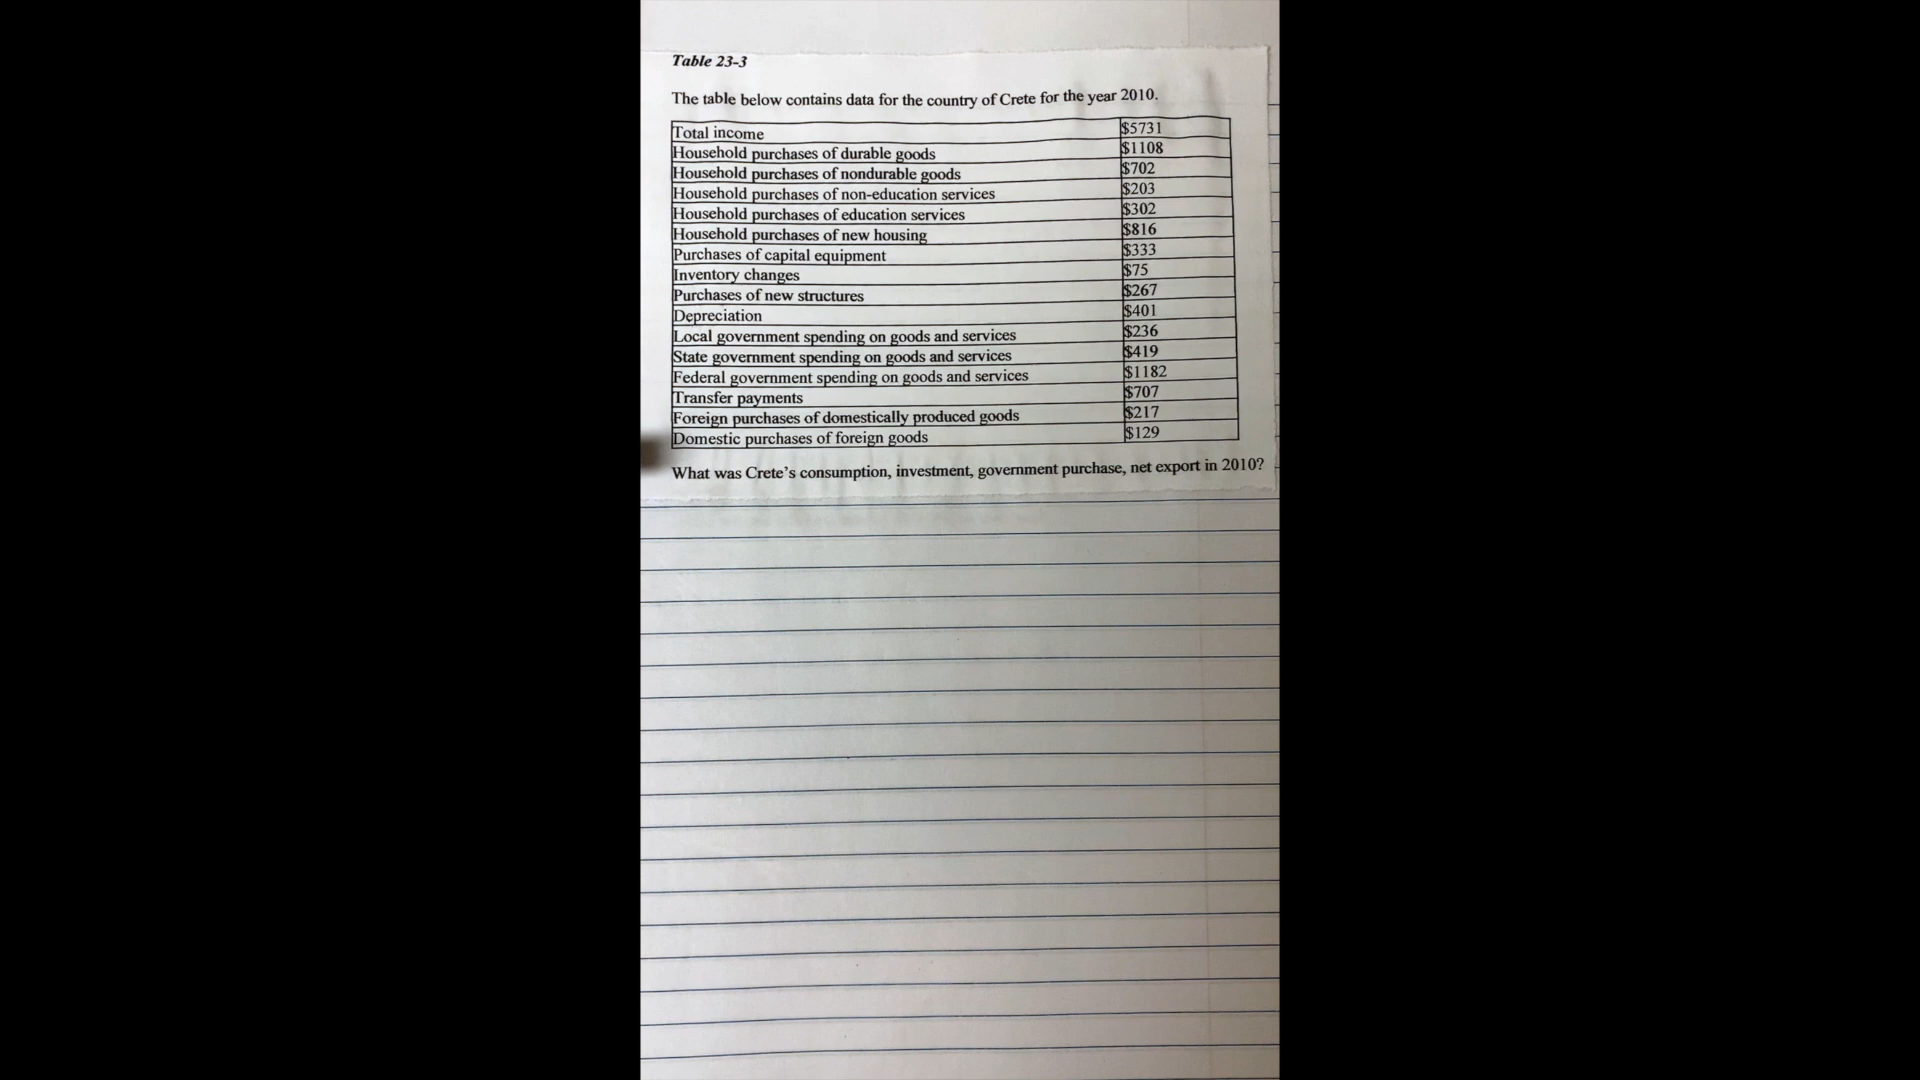 Table 23-3
The table below contains data for the country of Crete for the year 2010.
Total income $5731
Household purchases of durable goods $1108
Household purchases of nondurable goods $702
Household purchases of non-education services $203
Household purchases of education services $302
Household purchases of new housing $816
Purchases of capital equipment $333
Inventory changes $75
Purchases of new structures $267
Depreciation $401
Local government spending on goods and services $236
State government spending on goods and services $419
Federal government spending on goods and services $1182
Transfer payments $707
Foreign purchases of domestically produced goods $217
Domestic purchases of foreign goods $129
What was Crete's consumption, investment, government purchase, net export in 2010?